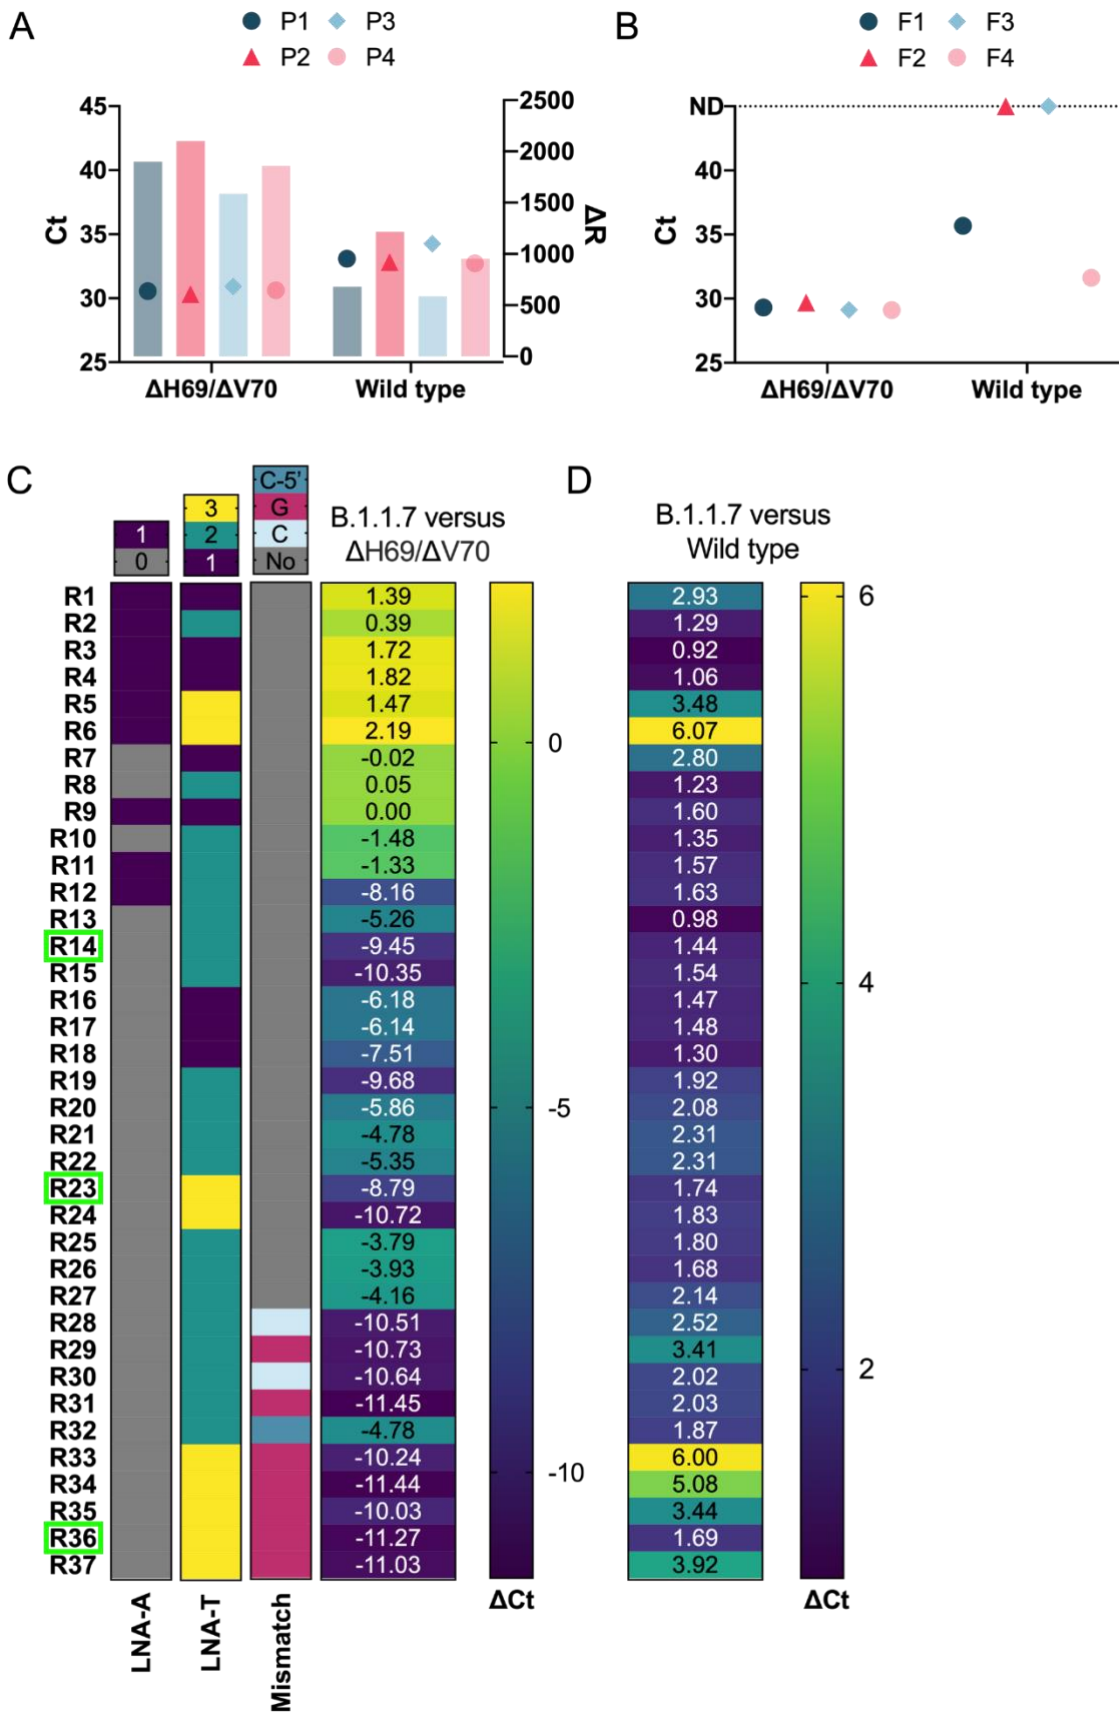 A
P1 P3
P2 P4
45
40
35
30
25
Ct
2500
2000
1500
1000
500
0
ΔR
ΔH69/ΔV70 Wild type
B
F1 F3
F2 F4
ND
40
35
30
25
Ct
ΔH69/ΔV70 Wild type
C
1
0
3
2
1
C-5'
G
C
No
B.1.1.7 versus
ΔH69/ΔV70
D
B.1.1.7 versus
Wild type
R1 1.39 2.93
R2 0.39 1.29
R3 1.72 0.92
R4 1.82 1.06
R5 1.47 3.48
R6 2.19 6.07
R7 -0.02 2.80
R8 0.05 1.23
R9 0.00 1.60
R10 -1.48 1.35
R11 -1.33 1.57
R12 -8.16 1.63
R13 -5.26 0.98
R14 -9.45 1.44
R15 -10.35 1.54
R16 -6.18 1.47
R17 -6.14 1.48
R18 -7.51 1.30
R19 -9.68 1.92
R20 -5.86 2.08
R21 -4.78 2.31
R22 -5.35 2.31
R23 -8.79 1.74
R24 -10.72 1.83
R25 -3.79 1.80
R26 -3.93 1.68
R27 -4.16 2.14
R28 -10.51 2.52
R29 -10.73 3.41
R30 -10.64 2.02
R31 -11.45 2.03
R32 -4.78 1.87
R33 -10.24 6.00
R34 -11.44 5.08
R35 -10.03 3.44
R36 -11.27 1.69
R37 -11.03 3.92
0
-5
-10
ΔCt
6
4
2
ΔCt
LNA-A
LNA-T
Mismatch